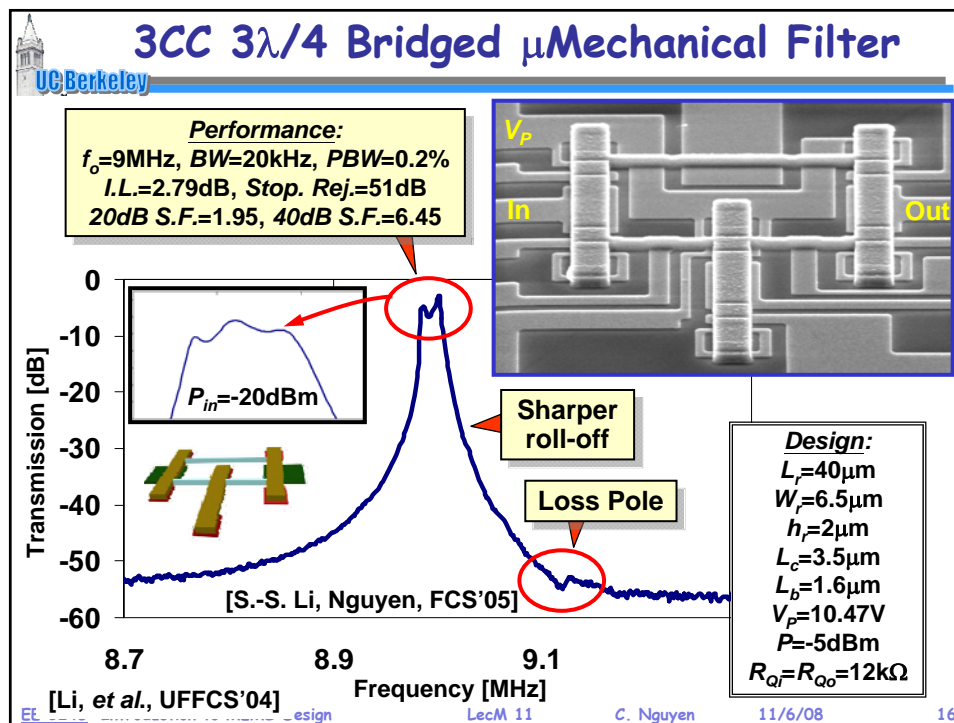 3CC 3λ/4 Bridged μMechanical Filter
UC Berkeley
Performance:
fo=9MHz, BW=20kHz, PBW=0.2%
I.L.=2.79dB, Stop. Rej.=51dB
20dB S.F.=1.95, 40dB S.F.=6.45
VP
In
Out
0
-10
-20
-30
-40
-50
-60
Transmission [dB]
Pin=-20dBm
Sharper
roll-off
Loss Pole
[S.-S. Li, Nguyen, FCS'05]
8.7
8.9
9.1
Frequency [MHz]
Design:
Lr=40μm
Wr=6.5μm
hr=2μm
Lc=3.5μm
Lb=1.6μm
VP=10.47V
P=-5dBm
RQi=RQo=12kΩ
[Li, et al., UFFCS'04]
LecM 11
C. Nguyen
11/6/08
16